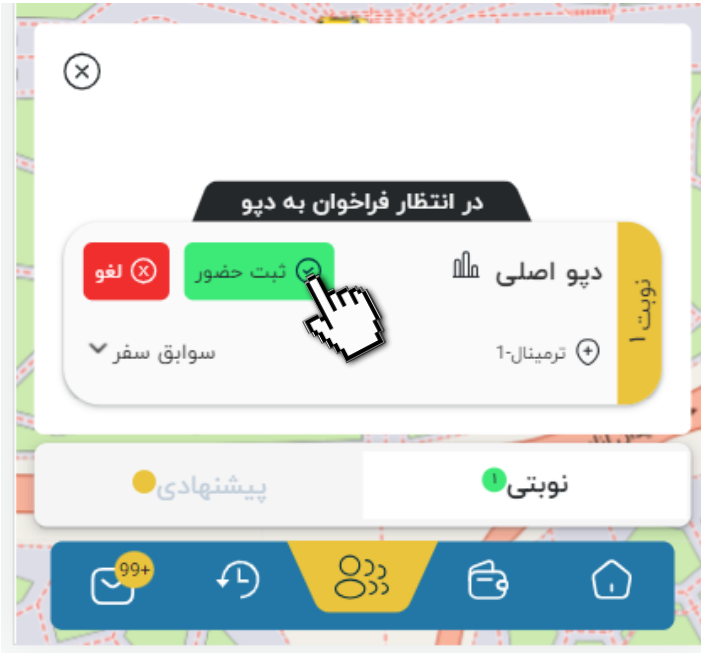 در انتظار فراخوان به دپو
دپو اصلی
ثبت حضور
لغو
نوبت ۱
ترمینال-1
سوابق سفر
نوبتی ۱
پیشنهادی
99+